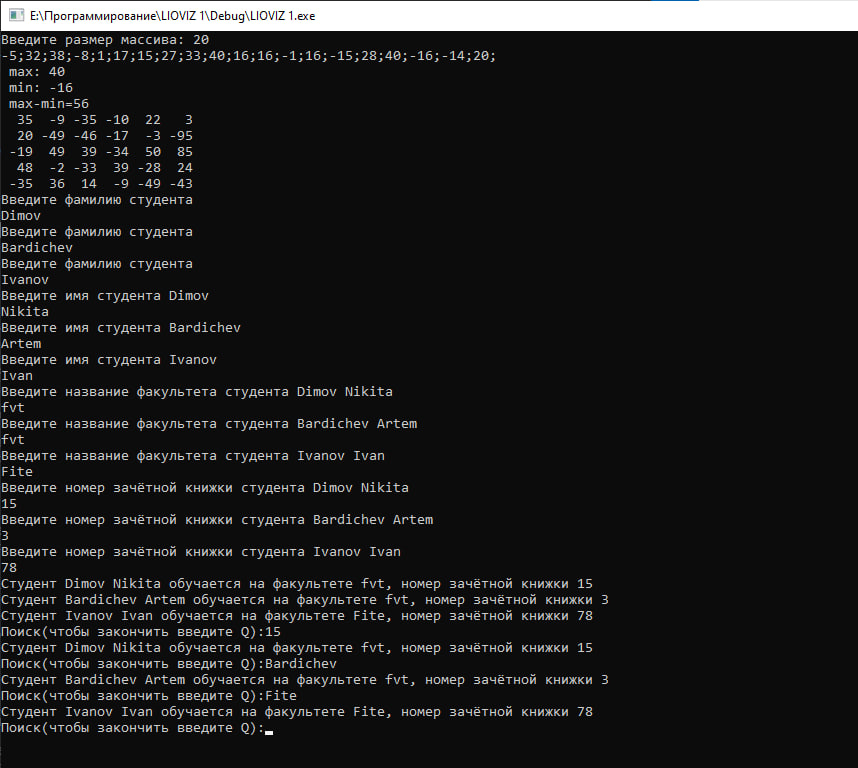 E:\Программирование\LIOVIZ 1\Debug\LIOVIZ 1.exe
Введите размер массива: 20
-5;32;38;-8;1;17;15;27;33;40;16;16;-1;16;-15;28;40;-16;-14;20;
 max: 40
 min: -16
 max-min=56
  35  -9 -35 -10  22   3
  20 -49 -46 -17  -3 -95
 -19  49  39 -34  50  85
  48  -2 -33  39 -28  24
 -35  36  14  -9 -49 -43
Введите фамилию студента
Dimov
Введите фамилию студента
Bardichev
Введите фамилию студента
Ivanov
Введите имя студента Dimov
Nikita
Введите имя студента Bardichev
Artem
Введите имя студента Ivanov
Ivan
Введите название факультета студента Dimov Nikita
fvt
Введите название факультета студента Bardichev Artem
fvt
Введите название факультета студента Ivanov Ivan
Fite
Введите номер зачётной книжки студента Dimov Nikita
15
Введите номер зачётной книжки студента Bardichev Artem
3
Введите номер зачётной книжки студента Ivanov Ivan
78
Студент Dimov Nikita обучается на факультете fvt, номер зачётной книжки 15
Студент Bardichev Artem обучается на факультете fvt, номер зачётной книжки 3
Студент Ivanov Ivan обучается на факультете Fite, номер зачётной книжки 78
Поиск(чтобы закончить введите Q):15
Студент Dimov Nikita обучается на факультете fvt, номер зачётной книжки 15
Поиск(чтобы закончить введите Q):Bardichev
Студент Bardichev Artem обучается на факультете fvt, номер зачётной книжки 3
Поиск(чтобы закончить введите Q):Fite
Студент Ivanov Ivan обучается на факультете Fite, номер зачётной книжки 78
Поиск(чтобы закончить введите Q):